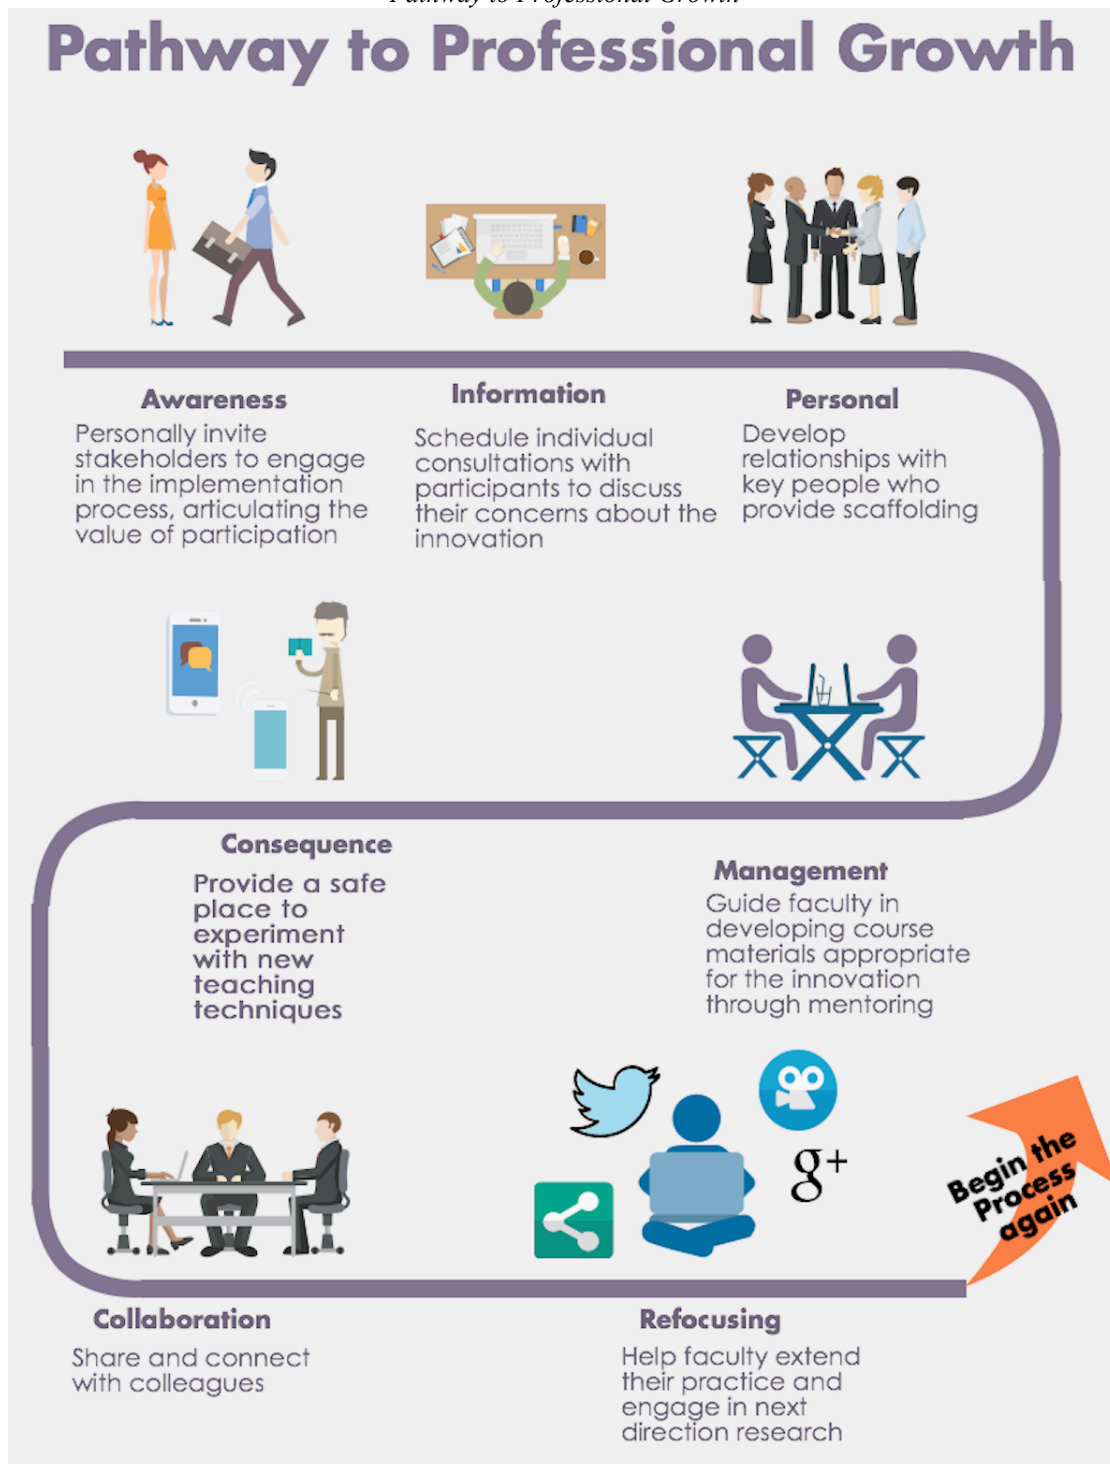 Pathway to Professional Growth
Pathway to Professional Growth
Awareness
Personally invite
stakeholders to engage
in the implementation
process, articulating the
value of participation
Information
Schedule individual
consultations with
participants to discuss
their concerns about the
innovation
Personal
Develop
relationships with
key people who
provide scaffolding
Management
Guide faculty in
developing course
materials appropriate
for the innovation
through mentoring
Consequence
Provide a safe
place to
experiment
with new
teaching
techniques
Collaboration
Share and connect
with colleagues
g+
Refocusing
Help faculty extend
their practice and
engage in next
direction research
Begin the
Process
again